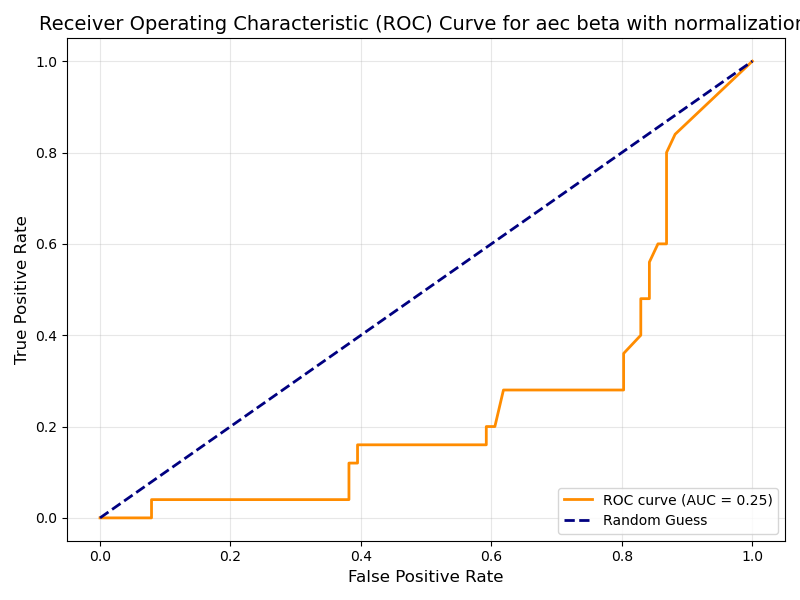 Receiver Operating Characteristic (ROC) Curve for aec beta with normalization
1.0
0.8
0.6
0.4
0.2
0.0
True Positive Rate
0.0 0.2 0.4 0.6 0.8 1.0
False Positive Rate
ROC curve (AUC = 0.25)
Random Guess